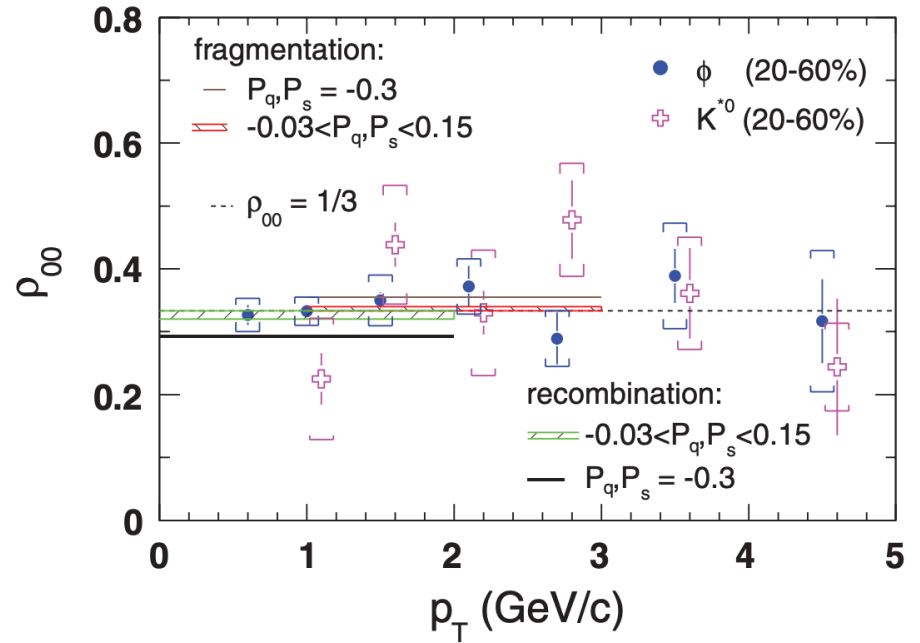 0.8
fragmentation:
P_q,P_s = -0.3
-0.03<P_q,P_s<0.15
ρ_00 = 1/3
ϕ (20-60%)
K^*0 (20-60%)
0.6
0.4
0.2
0
ρ_00
recombination:
-0.03<P_q,P_s<0.15
P_q,P_s = -0.3
0 1 2 3 4 5
p_T (GeV/c)